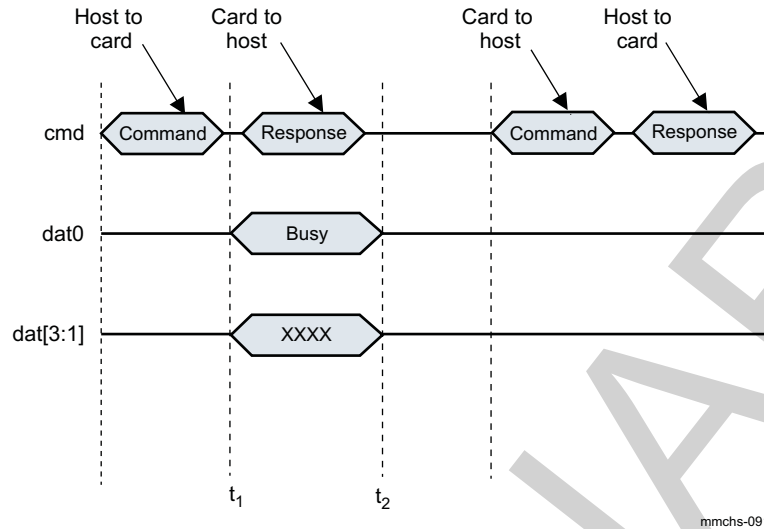 Host to
card
Card to
host
Card to
host
Host to
card
cmd
Command
Response
Command
Response
dat0
Busy
dat[3:1]
XXXX
t1
t2
mmchs-09